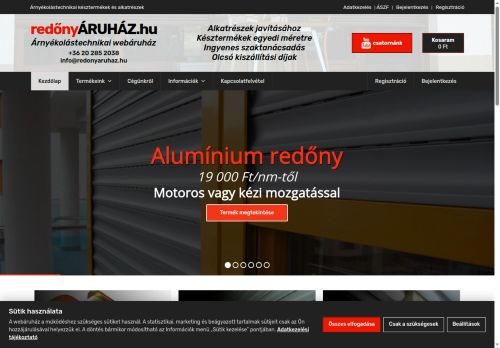 Árnyékolástechnikai késztermékek és alkatrészek
Adatkezelés | ÁSZF | Bejelentkezés | Regisztráció
redőnyÁRUHÁZ.hu
Árnyékolástechnikai webáruház
+36 20 285 2038
info@redonyaruhaz.hu
Alkatrészek javításához
Késztermékek egyedi méretre
Ingyenes szaktanácsadás
Olcsó kiszállítási díjak
You Tube csatornánk
Kosaram
0 Ft
Kezdőlap Termékeink Cégünkről Információk Kapcsolatfelvétel Regisztráció Bejelentkezés
Alumínium redőny
19 000 Ft/nm-től
Motoros vagy kézi mozgatással
Termék megtekintése
Sütik használata
A webáruház a működéshez szükséges sütiket használ. A statisztikai, marketing és beágyazott tartalmak sütijeit csak az Ön
hozzájárulásával helyezzük el. A döntés bármikor módosítható az Információk menü „Sütik kezelése” pontjában. Adatkezelési
tájékoztató
Összes elfogadása
Csak a szükségesek
Beállítások